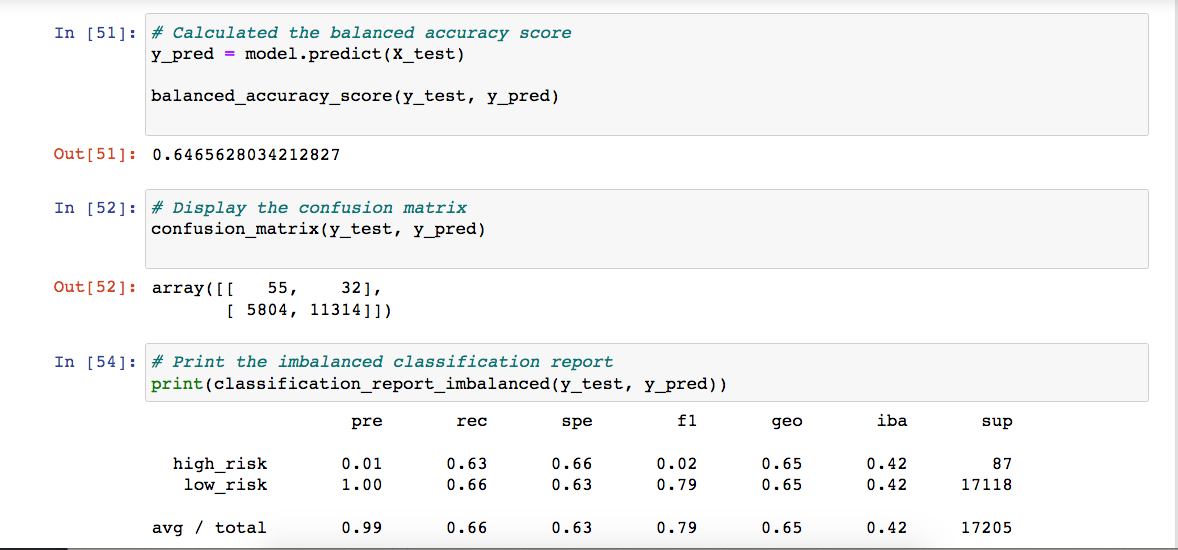 In [51]: # Calculated the balanced accuracy score
y_pred = model.predict(X_test)
balanced_accuracy_score(y_test, y_pred)
Out[51]: 0.6465628034212827
In [52]: # Display the confusion matrix
confusion_matrix(y_test, y_pred)
Out[52]: array([[   55,    32],
       [ 5804, 11314]])
In [54]: # Print the imbalanced classification report
print(classification_report_imbalanced(y_test, y_pred))
pre rec spe f1 geo iba sup
high_risk 0.01 0.63 0.66 0.02 0.65 0.42 87
low_risk 1.00 0.66 0.63 0.79 0.65 0.42 17118
avg / total 0.99 0.66 0.63 0.79 0.65 0.42 17205